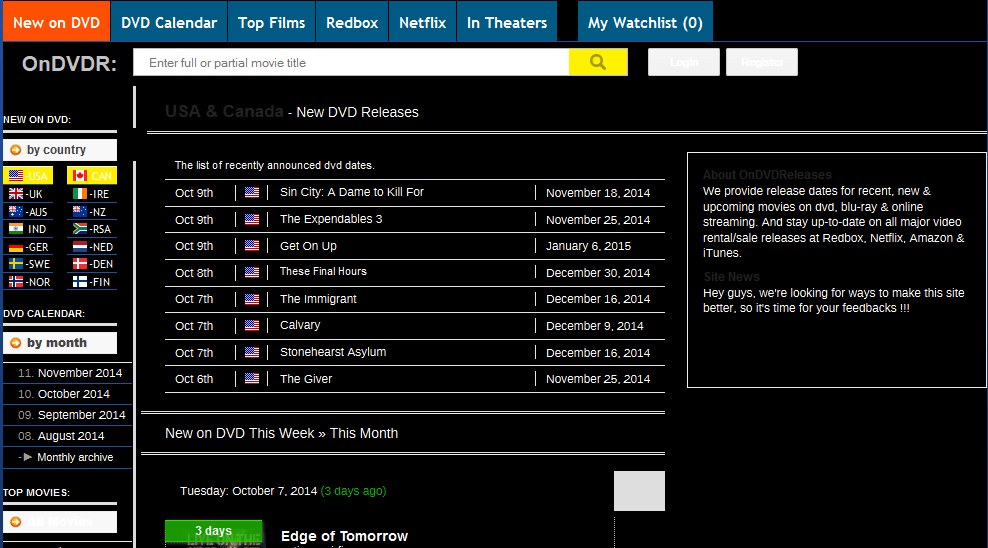 New on DVD DVD Calendar Top Films Redbox Netflix In Theaters My Watchlist (0)
OnDVDR: Enter full or partial movie title Login Register
NEW ON DVD:
by country
-USA -CAN
-UK -IRE
-AUS -NZ
IND -RSA
-GER -NED
-SWE -DEN
-NOR -FIN
DVD CALENDAR:
by month
11. November 2014
10. October 2014
09. September 2014
08. August 2014
Monthly archive
TOP MOVIES:
All Movies
USA & Canada - New DVD Releases
The list of recently announced dvd dates.
Oct 9th Sin City: A Dame to Kill For November 18, 2014
Oct 9th The Expendables 3 November 25, 2014
Oct 9th Get On Up January 6, 2015
Oct 8th These Final Hours December 30, 2014
Oct 7th The Immigrant December 16, 2014
Oct 7th Calvary December 9, 2014
Oct 7th Stonehearst Asylum December 16, 2014
Oct 6th The Giver November 25, 2014
New on DVD This Week » This Month
Tuesday: October 7, 2014 (3 days ago)
3 days
Edge of Tomorrow
About OnDVDReleases
We provide release dates for recent, new &
upcoming movies on dvd, blu-ray & online
streaming. And stay up-to-date on all major video
rental/sale releases at Redbox, Netflix, Amazon &
iTunes.
Site News
Hey guys, we're looking for ways to make this site
better, so it's time for your feedbacks !!!